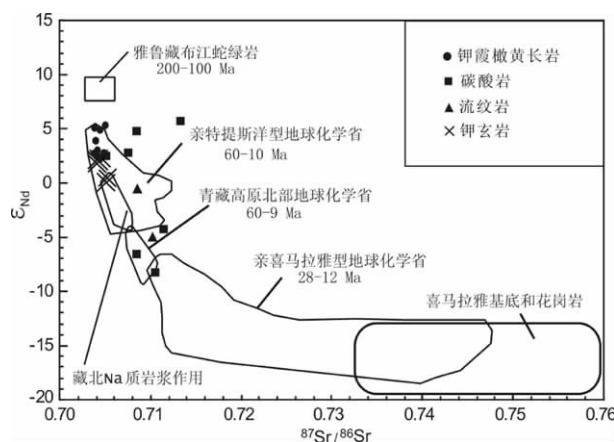 15
10
5
0
-5
-10
-15
-20
εNd
雅鲁藏布江蛇绿岩
200-100 Ma
钾霞橄黄长岩
碳酸岩
流纹岩
钾玄岩
亲特提斯洋型地球化学省
60-10 Ma
青藏高原北部地球化学省
60-9 Ma
亲喜马拉雅型地球化学省
28-12 Ma
喜马拉雅基底和花岗岩
藏北Na质岩浆作用
0.70
0.71
0.72
0.73
0.74
0.75
0.76
87Sr/86Sr